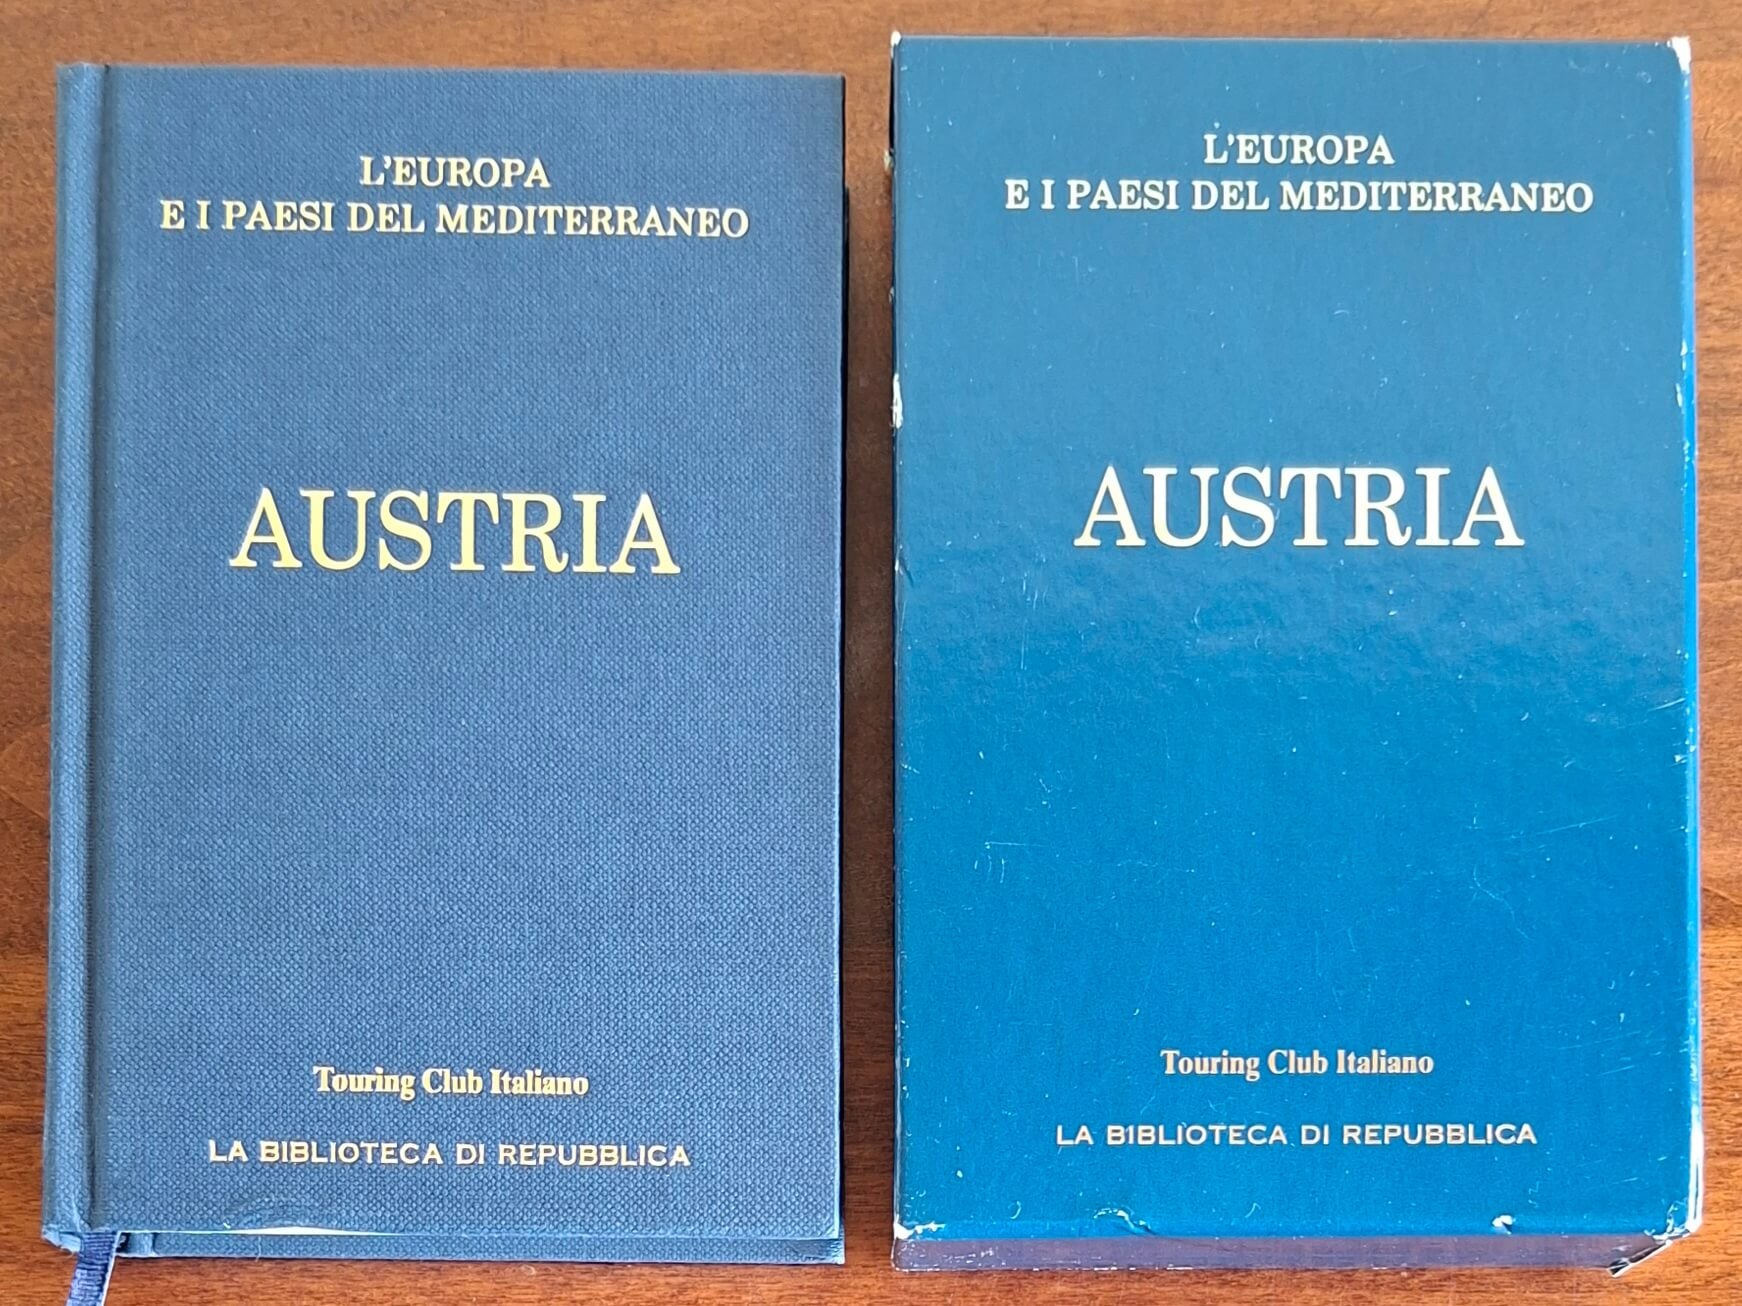 L'EUROPA
E I PAESI DEL MEDITERRANEO
AUSTRIA
Touring Club Italiano
LA BIBLIOTECA DI REPUBBLICA
L'EUROPA
E I PAESI DEL MEDITERRANEO
AUSTRIA
Touring Club Italiano
LA BIBLIOTECA DI REPUBBLICA